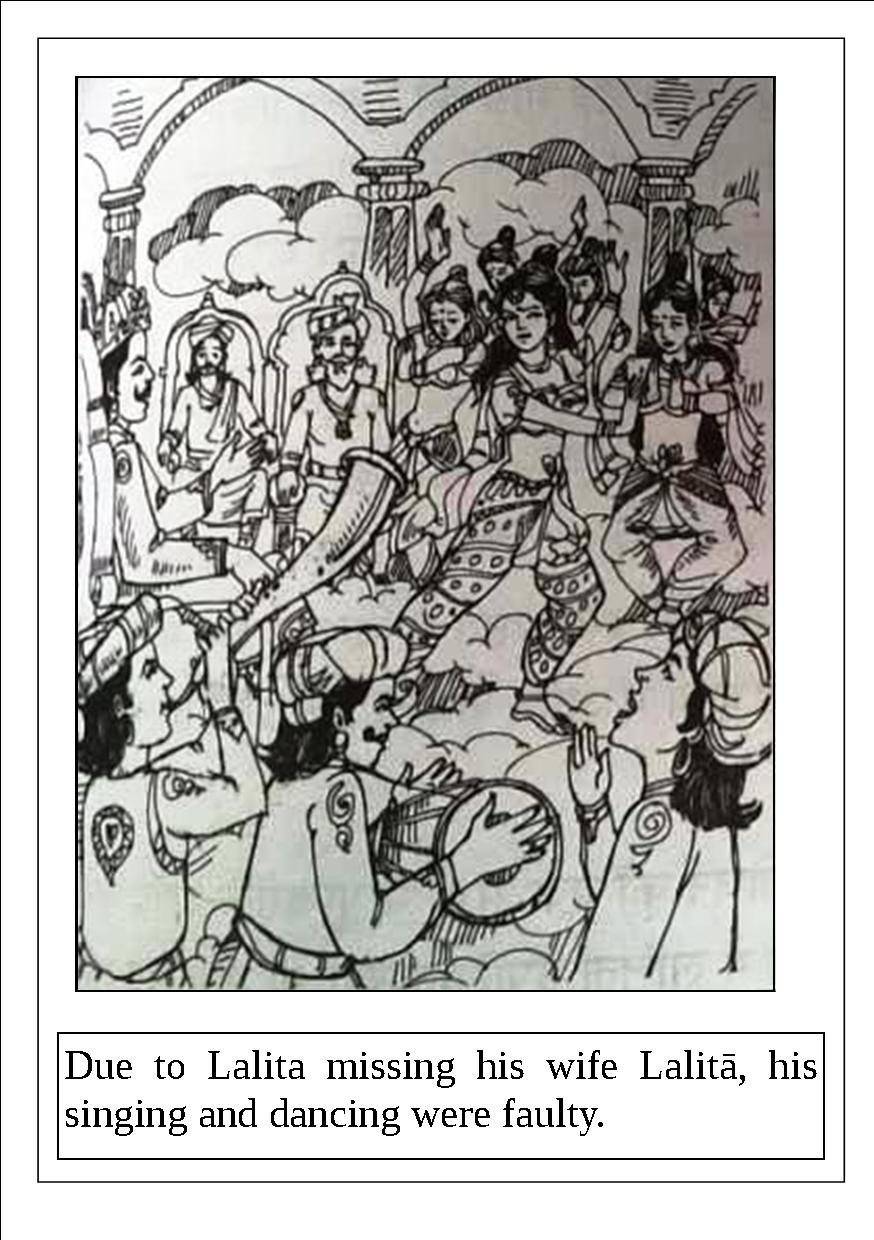 Due to Lalita missing his wife Lalitā, his
singing and dancing were faulty.